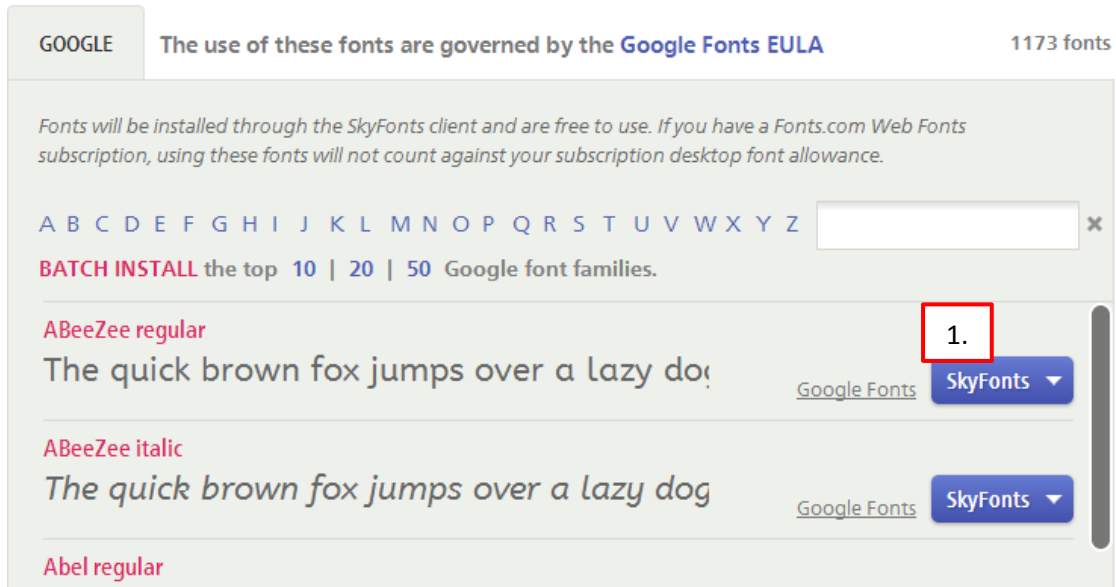 GOOGLE The use of these fonts are governed by the Google Fonts EULA 1173 fonts
Fonts will be installed through the SkyFonts client and are free to use. If you have a Fonts.com Web Fonts
subscription, using these fonts will not count against your subscription desktop font allowance.
A B C D E F G H I J K L M N O P Q R S T U V W X Y Z ×
BATCH INSTALL the top 10 | 20 | 50 Google font families.
ABeeZee regular
1.
The quick brown fox jumps over a lazy dog
Google Fonts SkyFonts
ABeeZee italic
The quick brown fox jumps over a lazy dog
Google Fonts SkyFonts
Abel regular